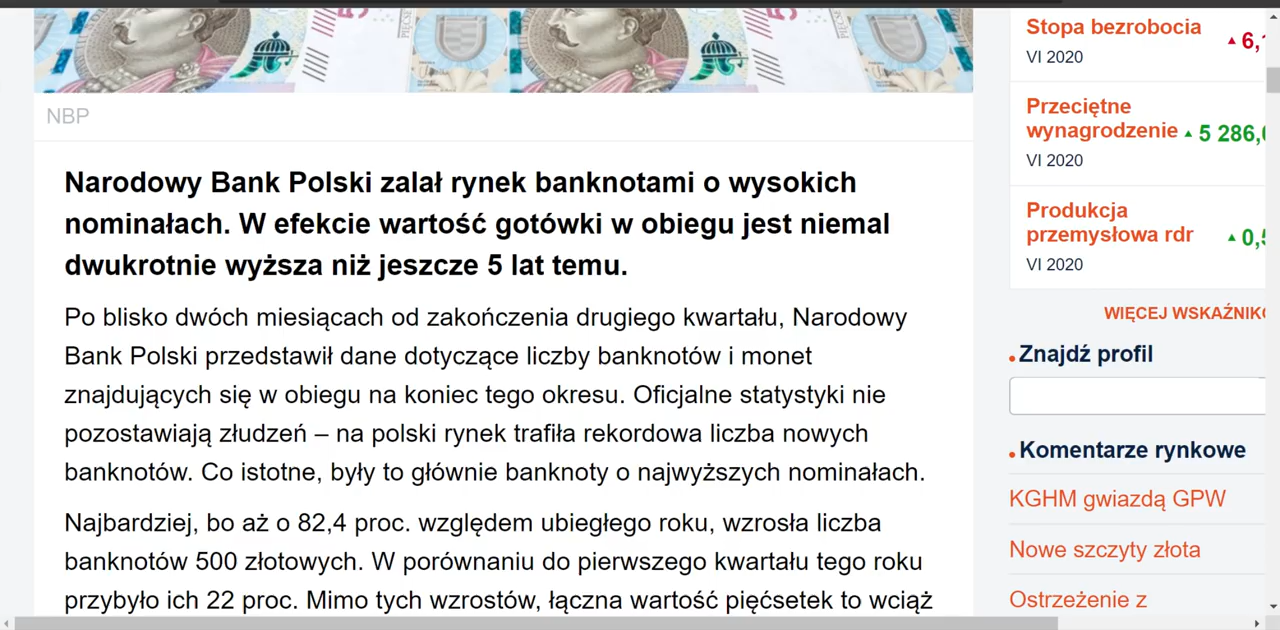 NBP
Narodowy Bank Polski zalał rynek banknotami o wysokich
nominałach. W efekcie wartość gotówki w obiegu jest niemal
dwukrotnie wyższa niż jeszcze 5 lat temu.
Po blisko dwóch miesiącach od zakończenia drugiego kwartału, Narodowy
Bank Polski przedstawił dane dotyczące liczby banknotów i monet
znajdujących się w obiegu na koniec tego okresu. Oficjalne statystyki nie
pozostawiają złudzeń – na polski rynek trafiła rekordowa liczba nowych
banknotów. Co istotne, były to głównie banknoty o najwyższych nominałach.
Najbardziej, bo aż o 82,4 proc. względem ubiegłego roku, wzrosła liczba
banknotów 500 złotowych. W porównaniu do pierwszego kwartału tego roku
przybyło ich 22 proc. Mimo tych wzrostów, łączna wartość pięćsetek to wciąż
Stopa bezrobocia
6,
VI 2020
Przeciętne
wynagrodzenie 5 286,
VI 2020
Produkcja
przemysłowa rdr 0,
VI 2020
WIĘCEJ
Znajdź profil
Komentarze rynkowe
KGHM gwiazdą GPW
Nowe szczyty złota
Ostrzeżenie z